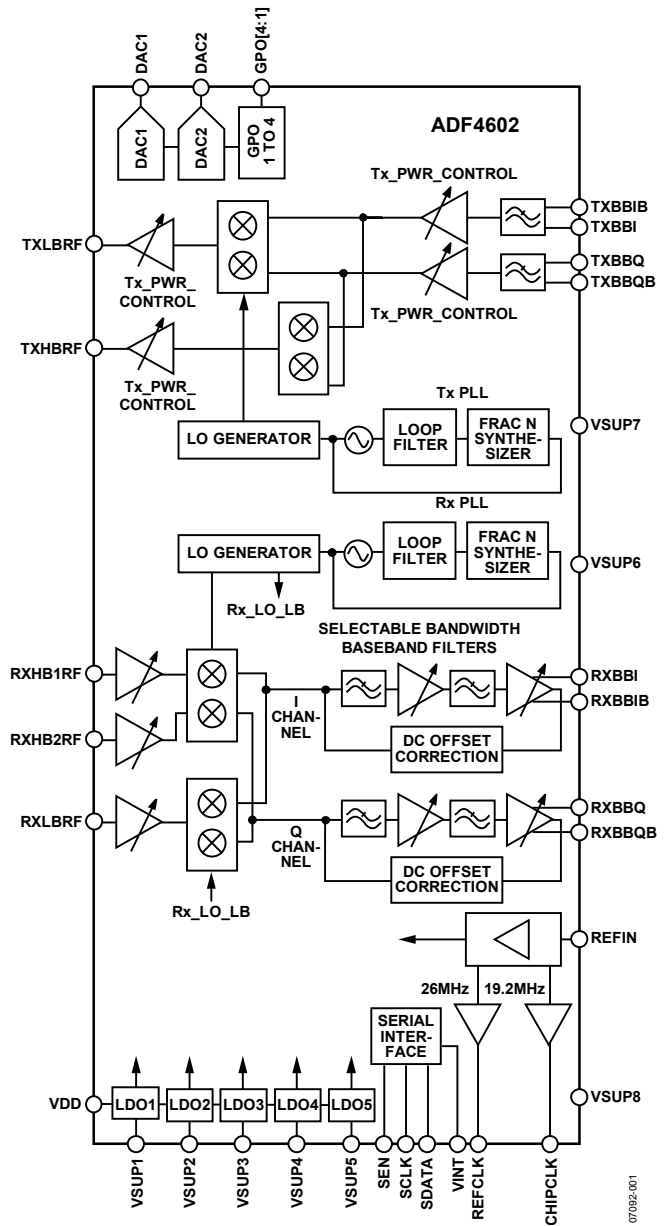 DAC1
DAC2
GPO[4:1]
DAC1
DAC2
GPO
1 TO 4
ADF4602
Tx_PWR_CONTROL
TXBBIB
TXBBI
TXLBRF
TXBBQ
TXBBQB
Tx_PWR_
CONTROL
Tx_PWR_CONTROL
TXHBRF
Tx_PWR_
CONTROL
Tx PLL
LO GENERATOR
LOOP
FILTER
FRAC N
SYNTHE-
SIZER
VSUP7
Rx PLL
LO GENERATOR
LOOP
FILTER
FRAC N
SYNTHE-
SIZER
VSUP6
Rx_LO_LB
SELECTABLE BANDWIDTH
BASEBAND FILTERS
RXHB1RF
RXBBI
I
CHAN-
NEL
RXBBIB
RXHB2RF
DC OFFSET
CORRECTION
RXLBRF
RXBBQ
Q
CHAN-
NEL
RXBBQB
DC OFFSET
CORRECTION
Rx_LO_LB
REFIN
26MHz
19.2MHz
SERIAL
INTER-
FACE
VDD
LDO1
LDO2
LDO3
LDO4
LDO5
VSUP8
VSUP1
VSUP2
VSUP3
VSUP4
VSUP5
SEN
SCLK
SDATA
VINT
REFCLK
CHIPCLK
07092-001